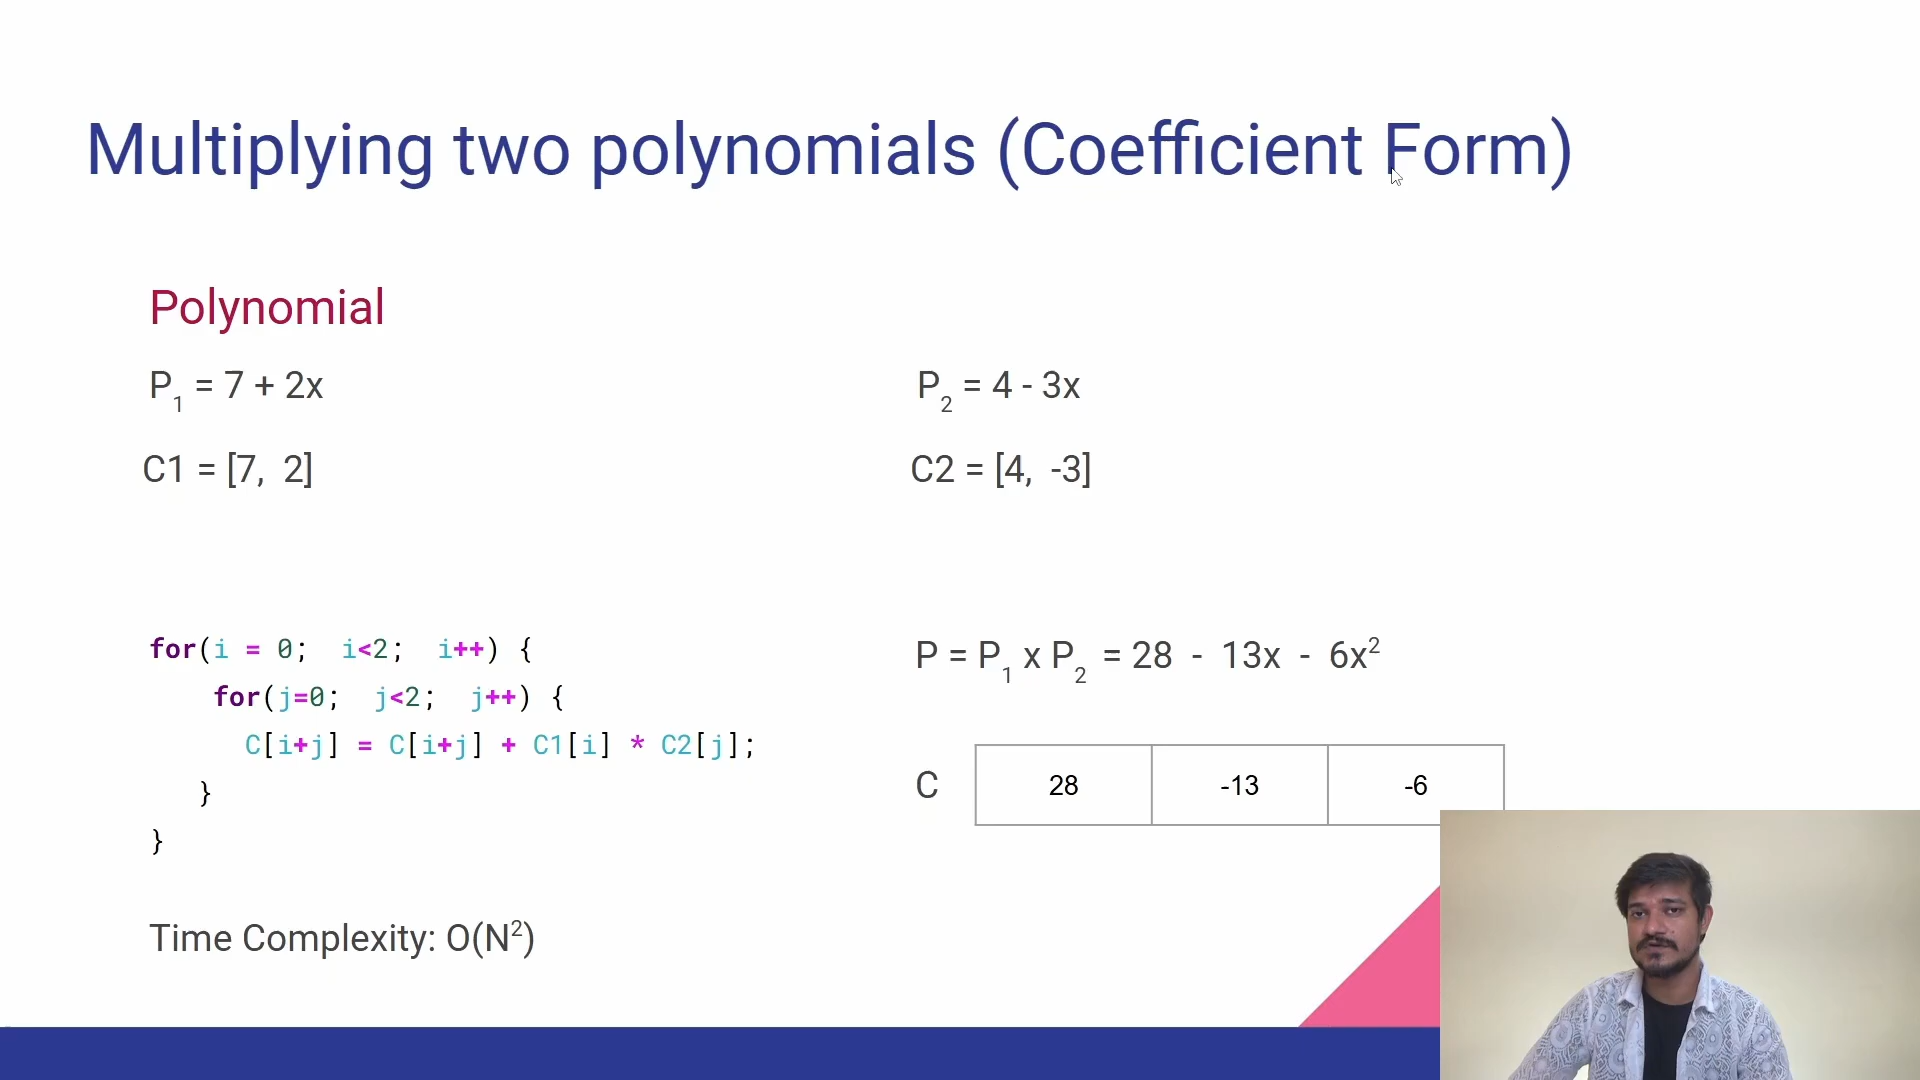 Multiplying two polynomials (Coefficient Form)
Polynomial
P₁ = 7 + 2x
P₂ = 4 - 3x
C1 = [7, 2]
C2 = [4, -3]
for(i = 0; i<2; i++) {
for(j=0; j<2; j++) {
C[i+j] = C[i+j] + C1[i] * C2[j];
}
}
P = P₁ x P₂ = 28 - 13x - 6x²
C 28 -13 -6
Time Complexity: O(N²)